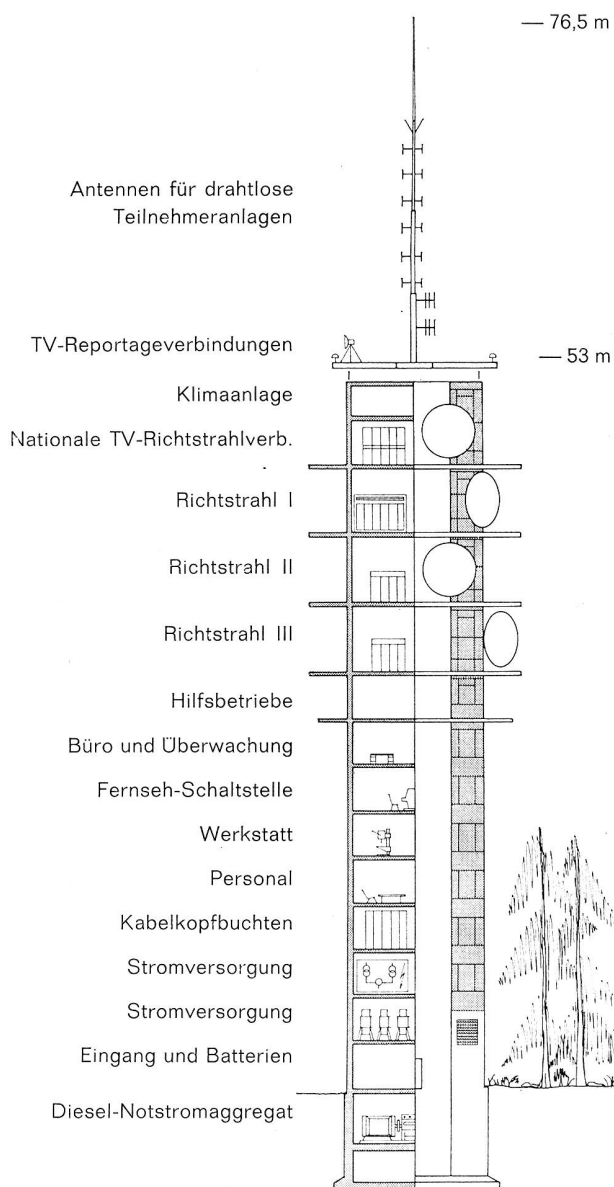 — 76,5 m
Antennen für drahtlose
Teilnehmeranlagen
TV-Reportageverbindungen
— 53 m
Klimaanlage
Nationale TV-Richtstrahlverb.
Richtstrahl I
Richtstrahl II
Richtstrahl III
Hilfsbetriebe
Büro und Überwachung
Fernseh-Schaltstelle
Werkstatt
Personal
Kabelkopfbuchten
Stromversorgung
Stromversorgung
Eingang und Batterien
Diesel-Notstromaggregat